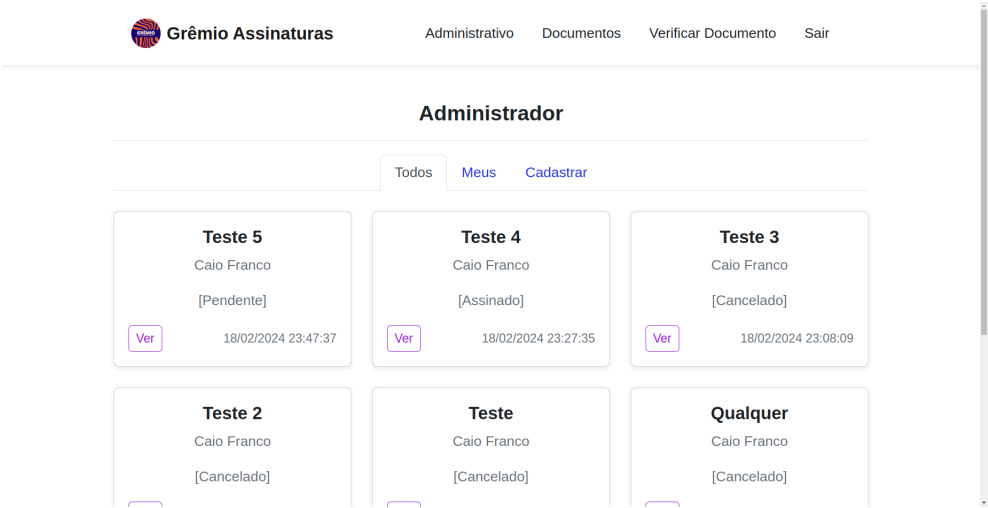 GRÊMIO
Grêmio Assinaturas
Administrativo Documentos Verificar Documento Sair
Administrador
Todos Meus Cadastrar
Teste 5
Caio Franco
[Pendente]
Ver 18/02/2024 23:47:37
Teste 4
Caio Franco
[Assinado]
Ver 18/02/2024 23:27:35
Teste 3
Caio Franco
[Cancelado]
Ver 18/02/2024 23:08:09
Teste 2
Caio Franco
[Cancelado]
Teste
Caio Franco
[Cancelado]
Qualquer
Caio Franco
[Cancelado]